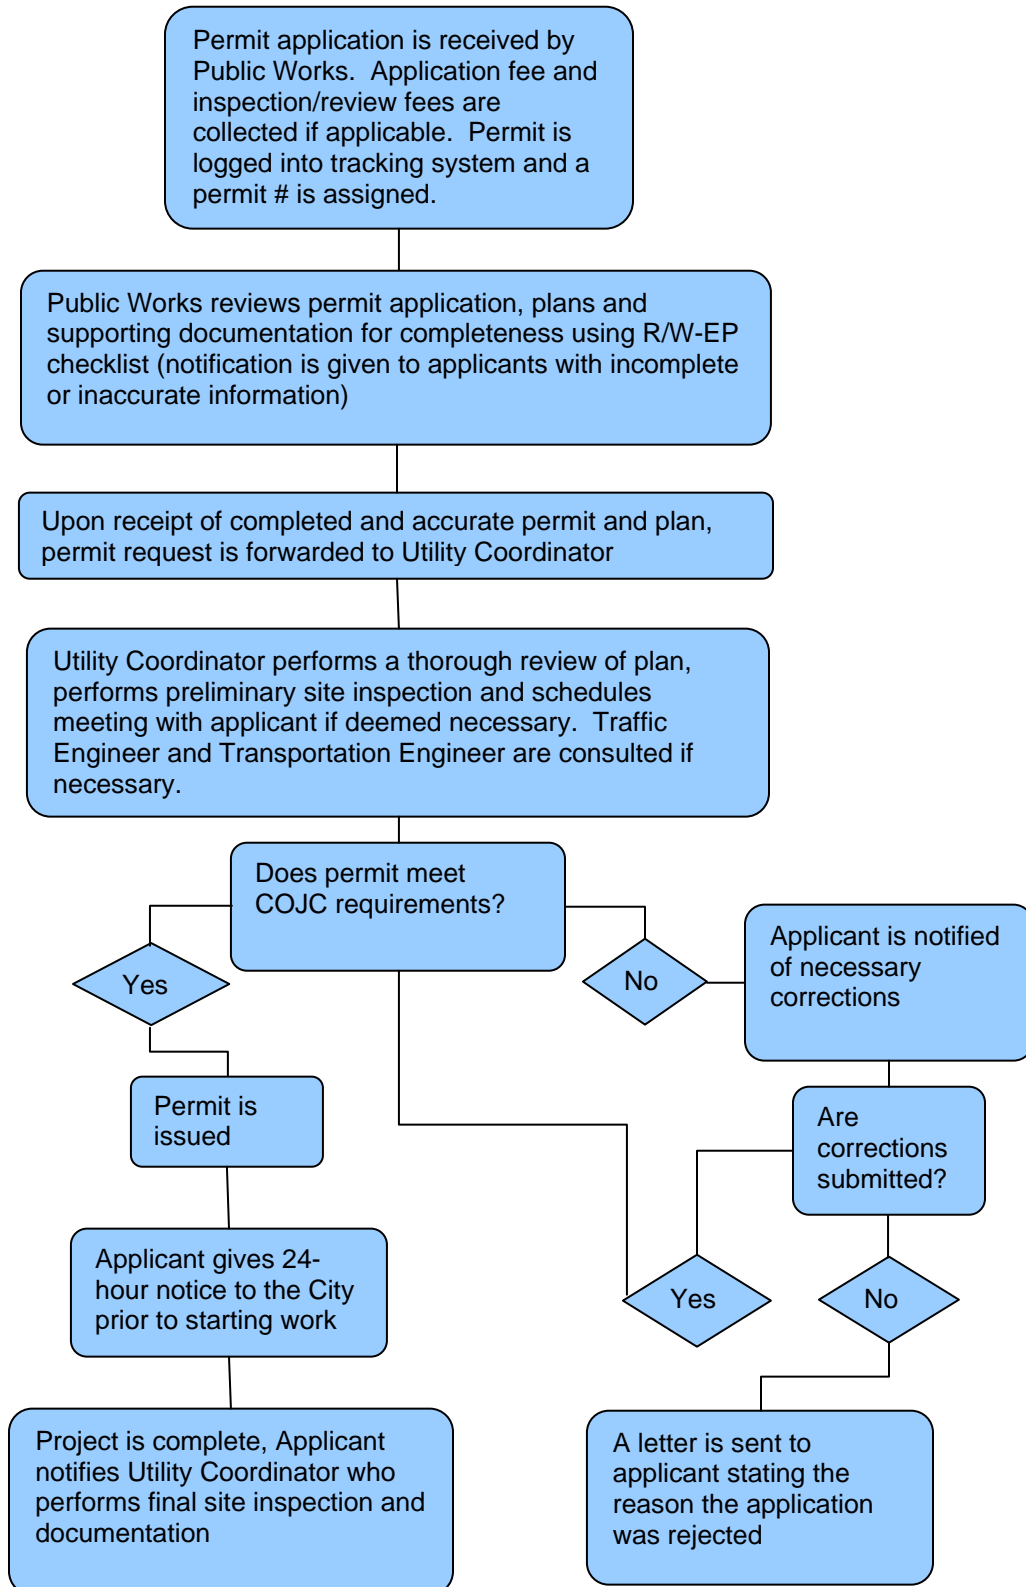 Permit application is received by
Public Works.  Application fee and
inspection/review fees are
collected if applicable.  Permit is
logged into tracking system and a
permit # is assigned.
Public Works reviews permit application, plans and
supporting documentation for completeness using R/W-EP
checklist (notification is given to applicants with incomplete
or inaccurate information)
Upon receipt of completed and accurate permit and plan,
permit request is forwarded to Utility Coordinator
Utility Coordinator performs a thorough review of plan,
performs preliminary site inspection and schedules
meeting with applicant if deemed necessary.  Traffic
Engineer and Transportation Engineer are consulted if
necessary.
Does permit meet
COJC requirements?
Yes
No
Applicant is notified
of necessary
corrections
Permit is
issued
Are
corrections
submitted?
Applicant gives 24-
hour notice to the City
prior to starting work
Yes
No
Project is complete, Applicant
notifies Utility Coordinator who
performs final site inspection and
documentation
A letter is sent to
applicant stating the
reason the application
was rejected